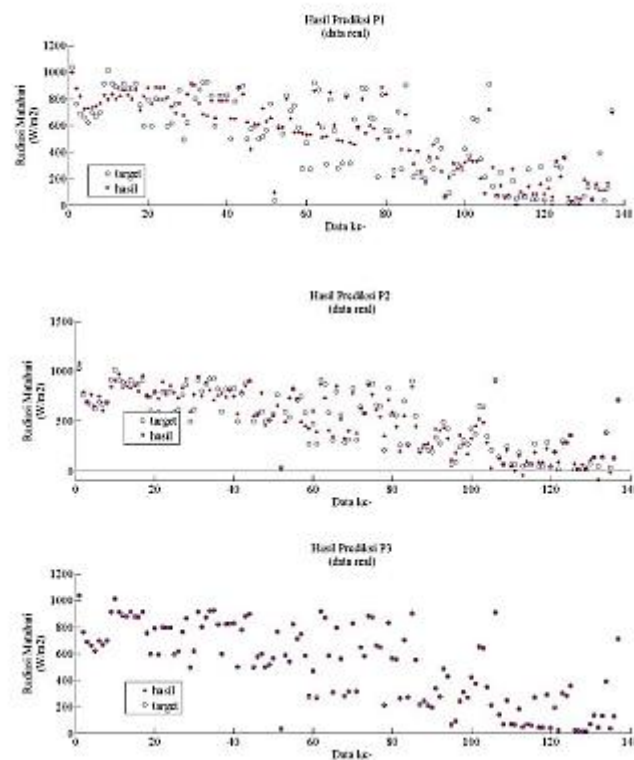 Hasil Prediksi P1
(data real)
1200
1000
800
600
400
200
0
Radiasi Matahari
(W/m2)
target
hasil
0 20 40 60 80 100 120 140
Data ke-
Hasil Prediksi P2
(data real)
1500
1000
500
0
Radiasi Matahari
(W/m2)
target
hasil
0 20 40 60 80 100 120 140
Data ke-
Hasil Prediksi P3
(data real)
1200
1000
800
600
400
200
0
Radiasi Matahari
(W/m2)
hasil
target
0 20 40 60 80 100 120 140
Data ke-